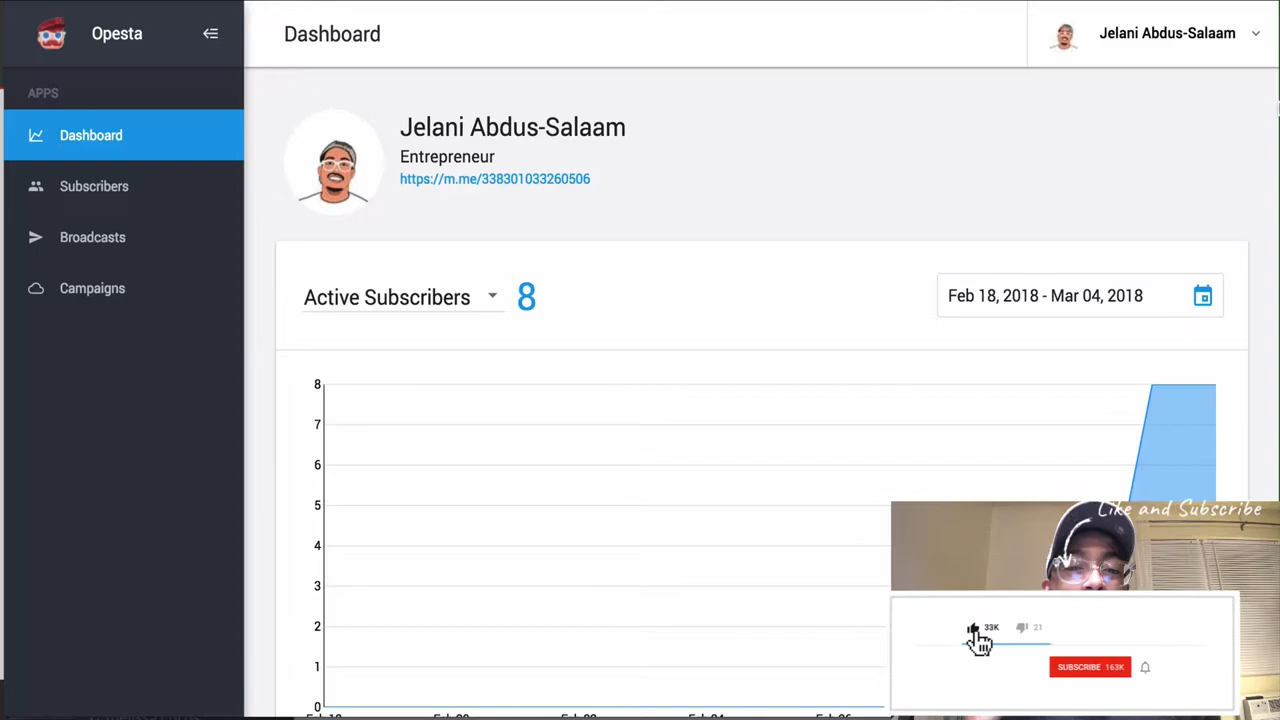 Opesta
Dashboard
Jelani Abdus-Salaam
APPS
Dashboard
Subscribers
Broadcasts
Campaigns
Jelani Abdus-Salaam
Entrepreneur
https://m.me/338301033260506
Active Subscribers
8
Feb 18, 2018 - Mar 04, 2018
8
7
6
5
4
3
2
1
0
Like and Subscribe
33K
21
SUBSCRIBE 163K